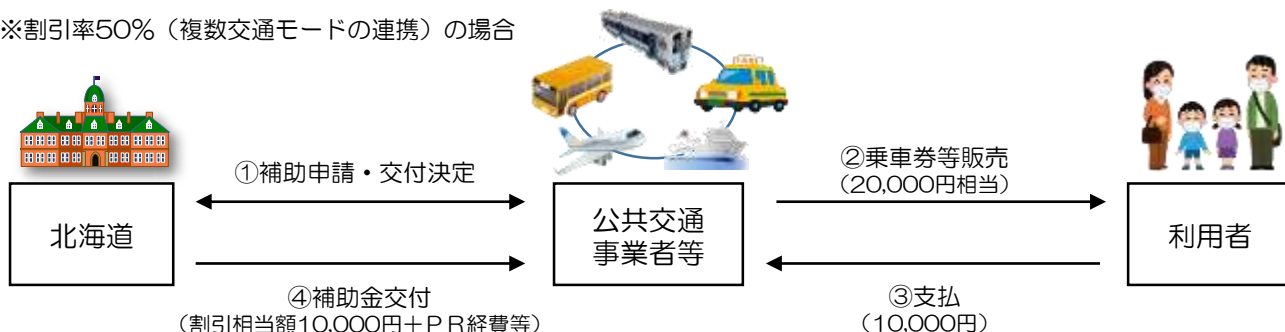 ※割引率50%（複数交通モードの連携）の場合
TAXI
①補助申請・交付決定
②乗車券等販売
（20,000円相当）
北海道
公共交通
事業者等
利用者
④補助金交付
（割引相当額10,000円＋ＰＲ経費等）
③支払
（10,000円）